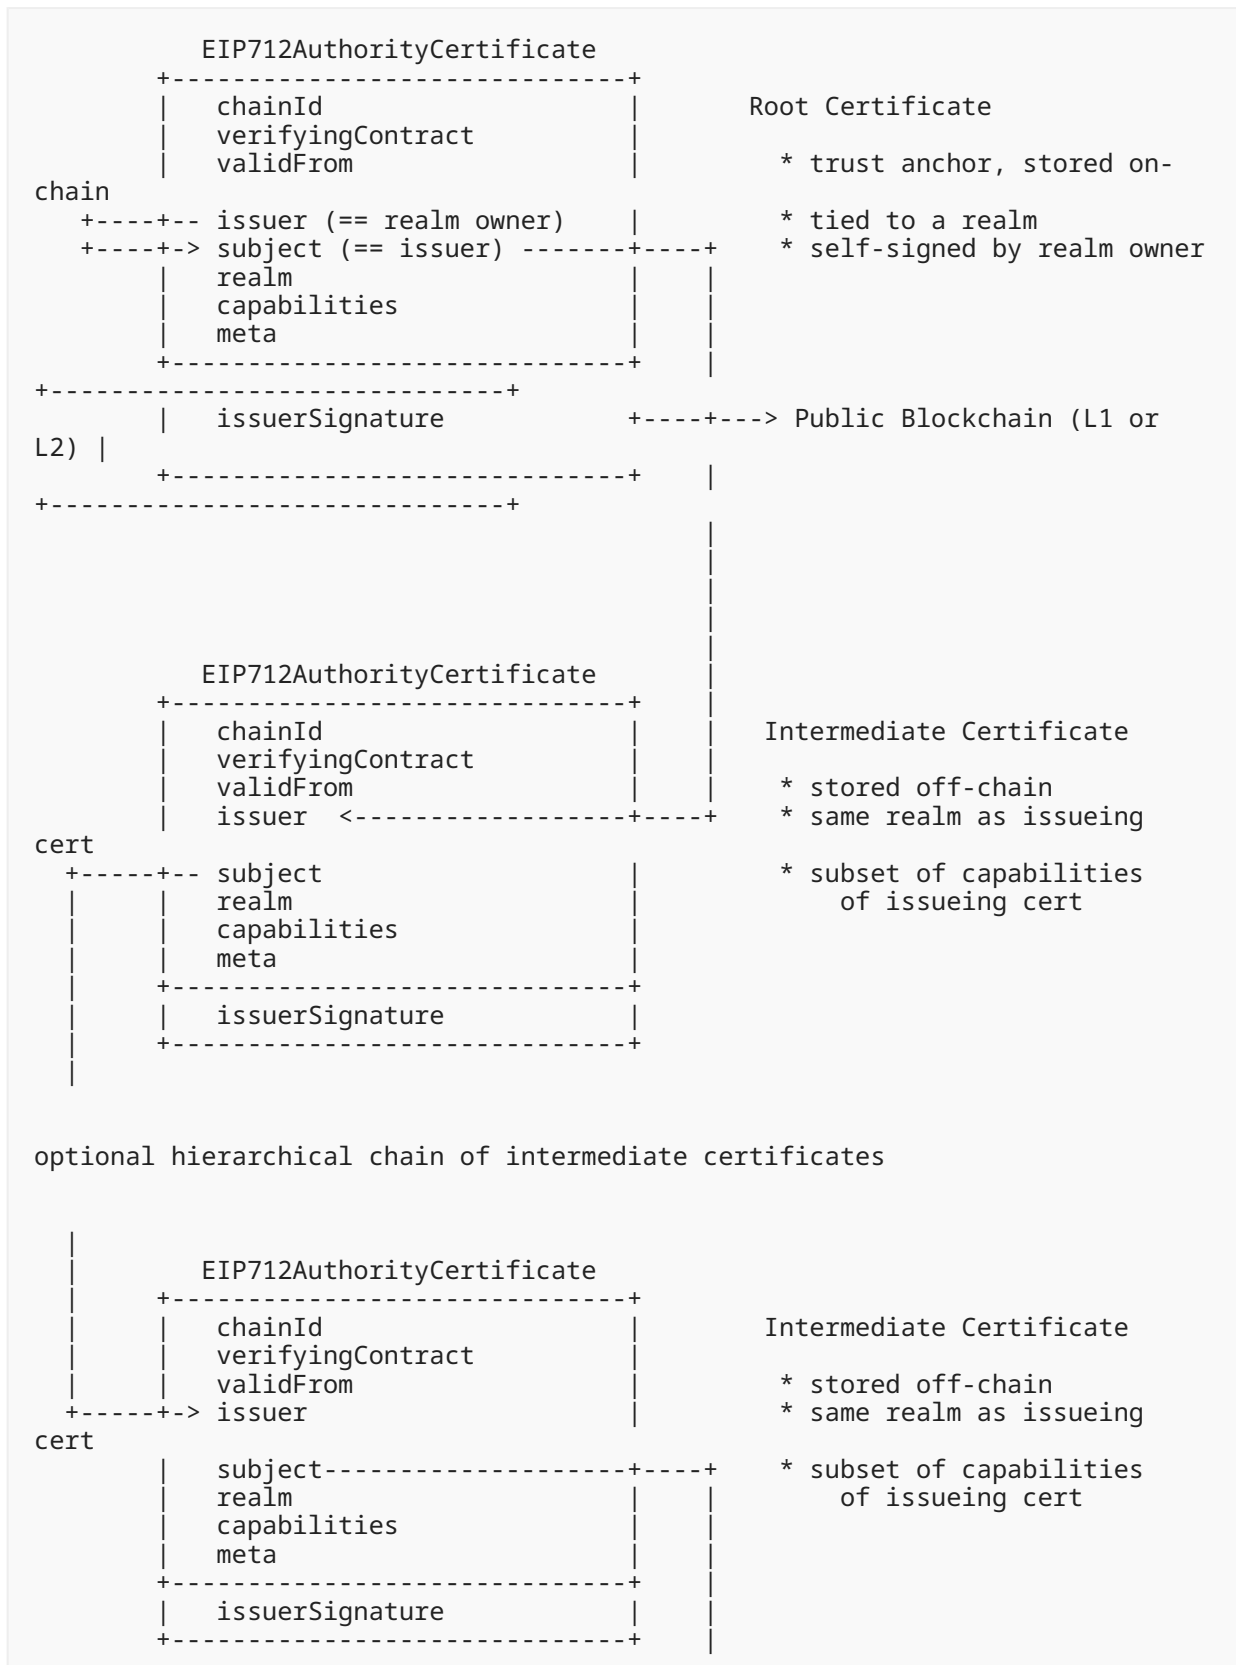 EIP712AuthorityCertificate
        +------------------------------+
        |   chainId                    |       Root Certificate
        |   verifyingContract          |
        |   validFrom                  |         * trust anchor, stored on-
chain
   +----+-- issuer (== realm owner)    |         * tied to a realm
   +----+-> subject (== issuer) -------+----+    * self-signed by realm owner
        |   realm                      |    |
        |   capabilities               |    |
        |   meta                       |    |
        +------------------------------+    |
+------------------------------+
        |   issuerSignature            +----+---> Public Blockchain (L1 or
L2) |
        +------------------------------+    |
+------------------------------+
                                            |
                                            |
                                            |
                                            |
                                            |
           EIP712AuthorityCertificate       |
        +------------------------------+    |
        |   chainId                    |    |   Intermediate Certificate
        |   verifyingContract          |    |
        |   validFrom                  |    |    * stored off-chain
        |   issuer  <------------------+----+    * same realm as issueing
cert
  +-----+-- subject                    |         * subset of capabilities
  |     |   realm                      |             of issueing cert
  |     |   capabilities               |
  |     |   meta                       |
  |     +------------------------------+
  |     |   issuerSignature            |
  |     +------------------------------+
  |


optional hierarchical chain of intermediate certificates


  |
  |        EIP712AuthorityCertificate
  |     +------------------------------+
  |     |   chainId                    |        Intermediate Certificate
  |     |   verifyingContract          |
  |     |   validFrom                  |         * stored off-chain
  +-----+-> issuer                     |         * same realm as issueing
cert
        |   subject--------------------+----+    * subset of capabilities
        |   realm                      |    |        of issueing cert
        |   capabilities               |    |
        |   meta                       |    |
        +------------------------------+    |
        |   issuerSignature            |    |
        +------------------------------+    |